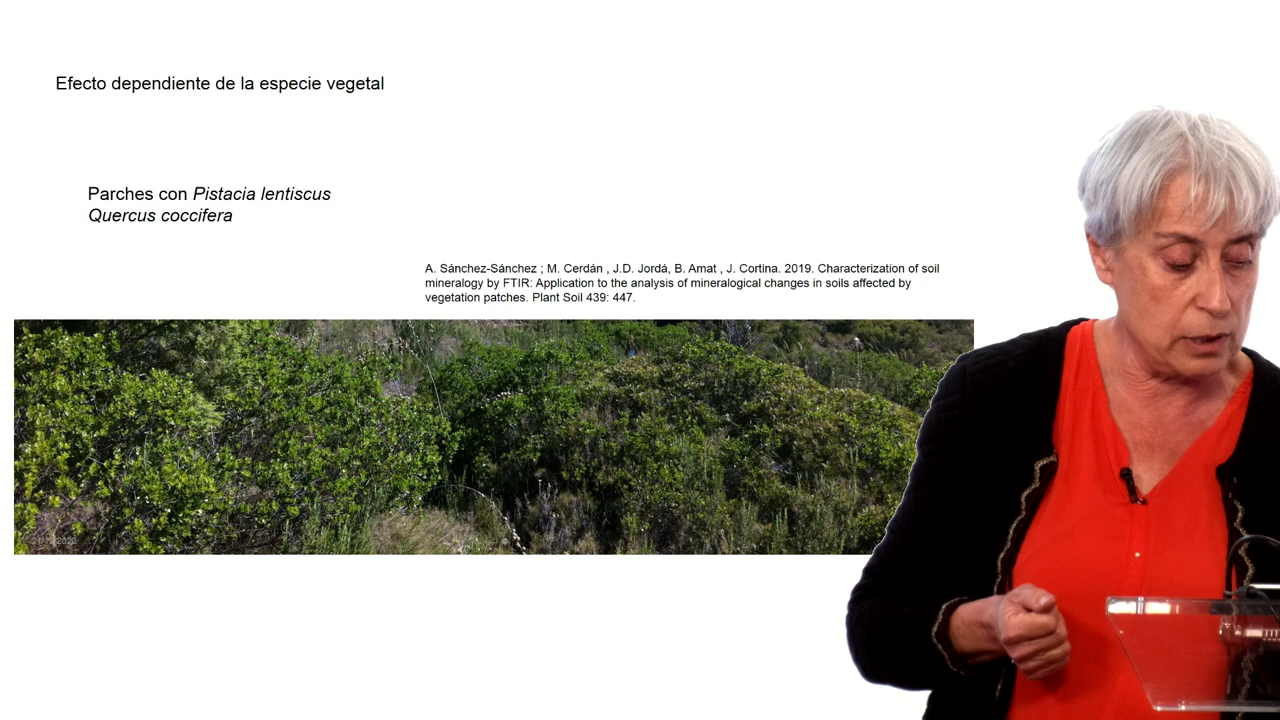 Efecto dependiente de la especie vegetal
Parches con Pistacia lentiscus
Quercus coccifera
A. Sánchez-Sánchez ; M. Cerdán , J.D. Jordá, B. Amat , J. Cortina. 2019. Characterization of soil
mineralogy by FTIR: Application to the analysis of mineralogical changes in soils affected by
vegetation patches. Plant Soil 439: 447.